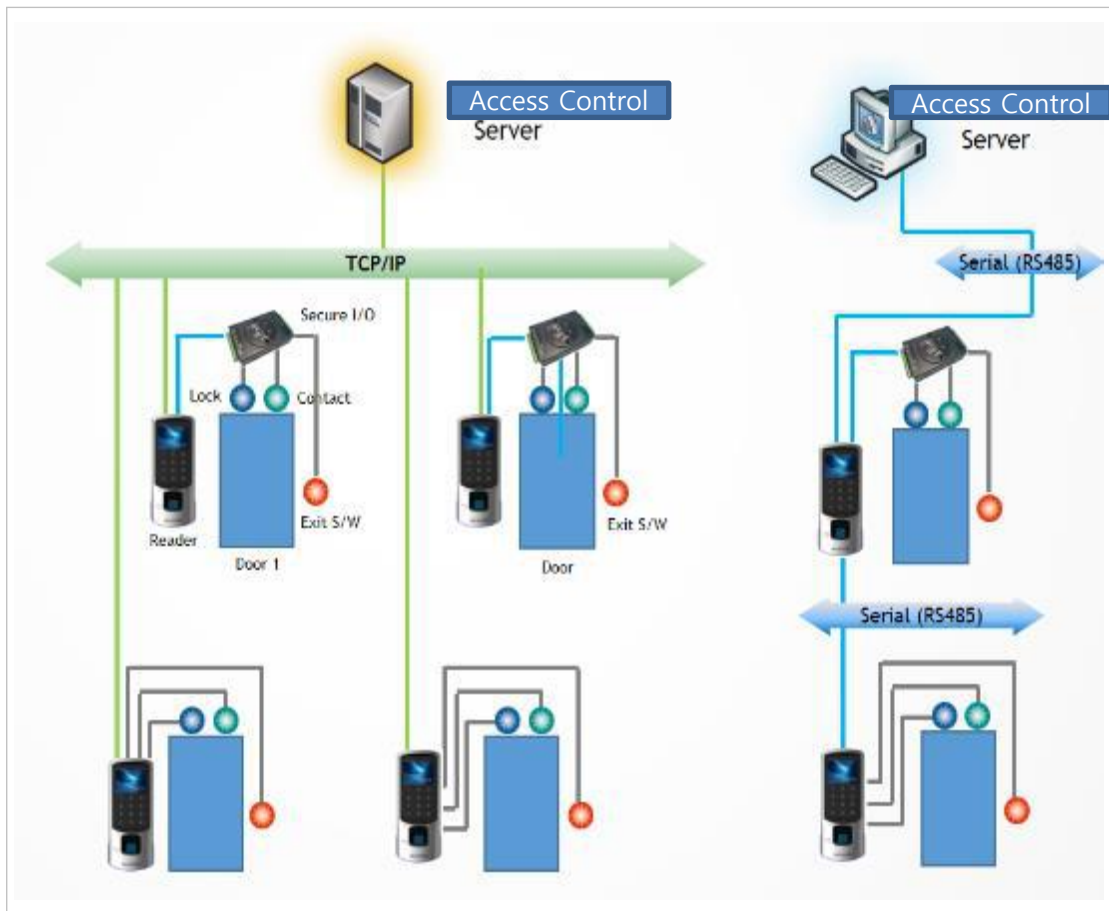 Access Control
Server
Access Control
Server
TCP/IP
Serial (RS485)
Secure I/O
Lock
Contact
Exit S/W
Reader
Door 1
Exit S/W
Door
Serial (RS485)